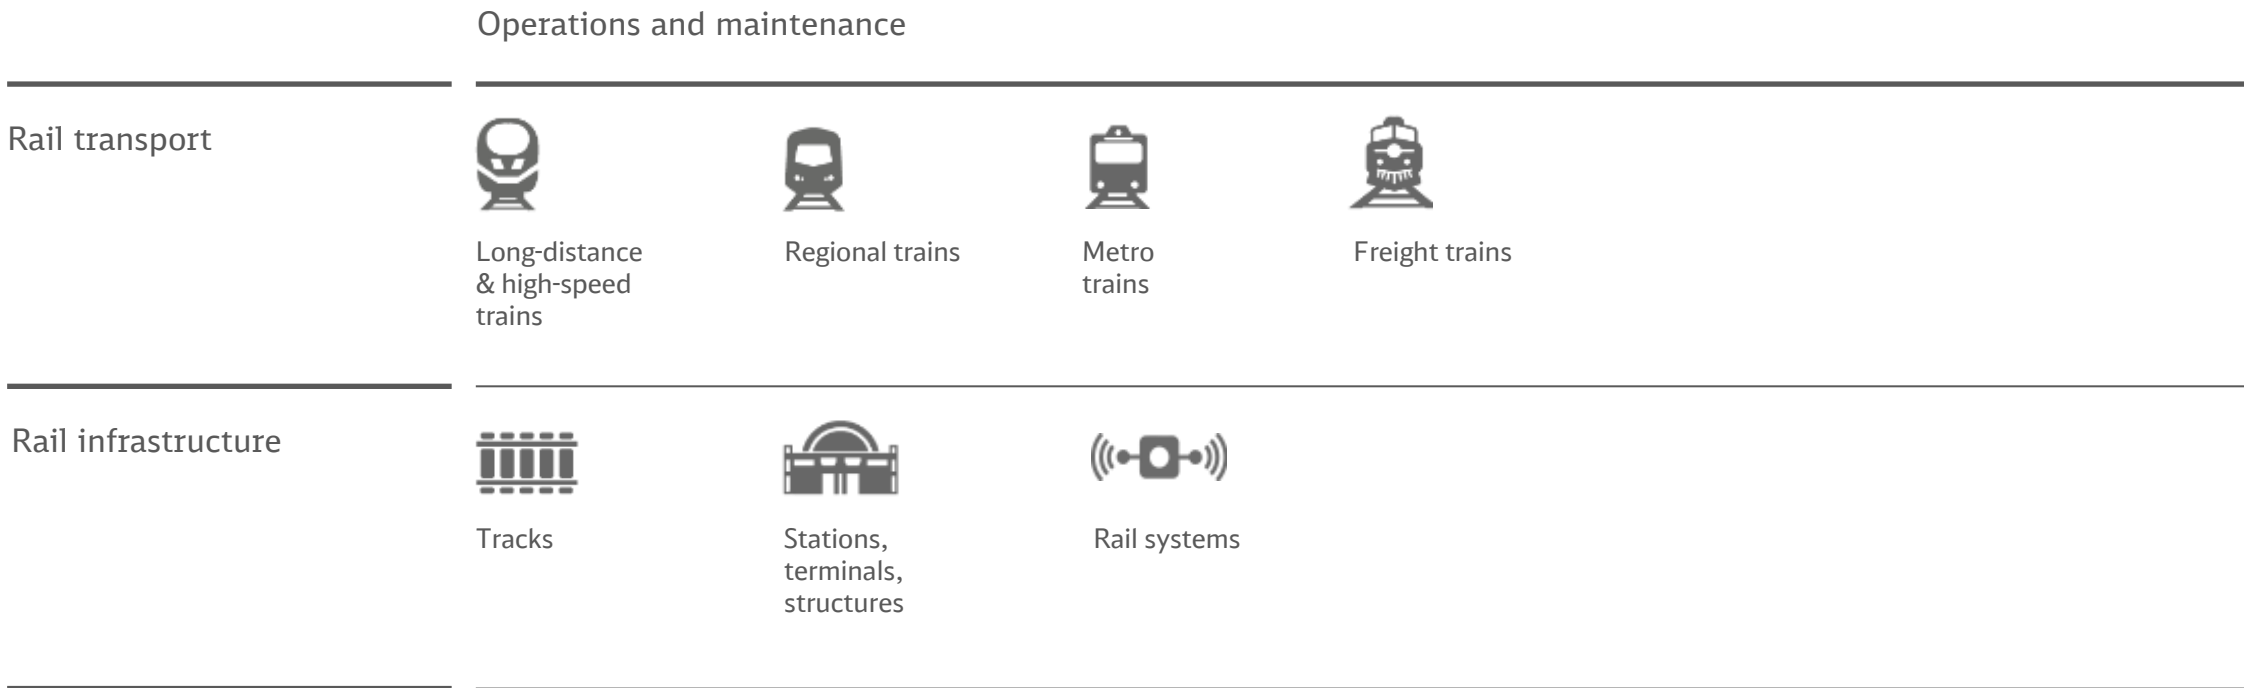 Operations and maintenance
Rail transport
Long-distance
& high-speed
trains
Regional trains
Metro
trains
Freight trains
Rail infrastructure
Tracks
Stations,
terminals,
structures
Rail systems